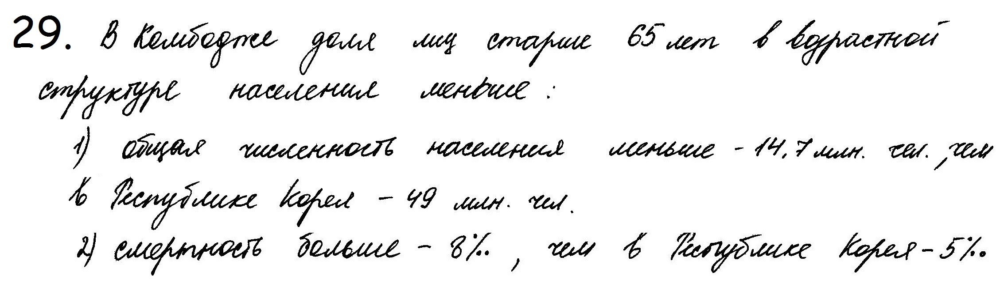 29. В Камбодже доля лиц старше 65 лет в возрастной
структуре населения меньше:
1) общая численность населения меньше - 14.7 млн. чел., чем
в Республике Корея - 49 млн. чел.
2) смертность больше - 8‰, чем в Республике Корея - 5‰